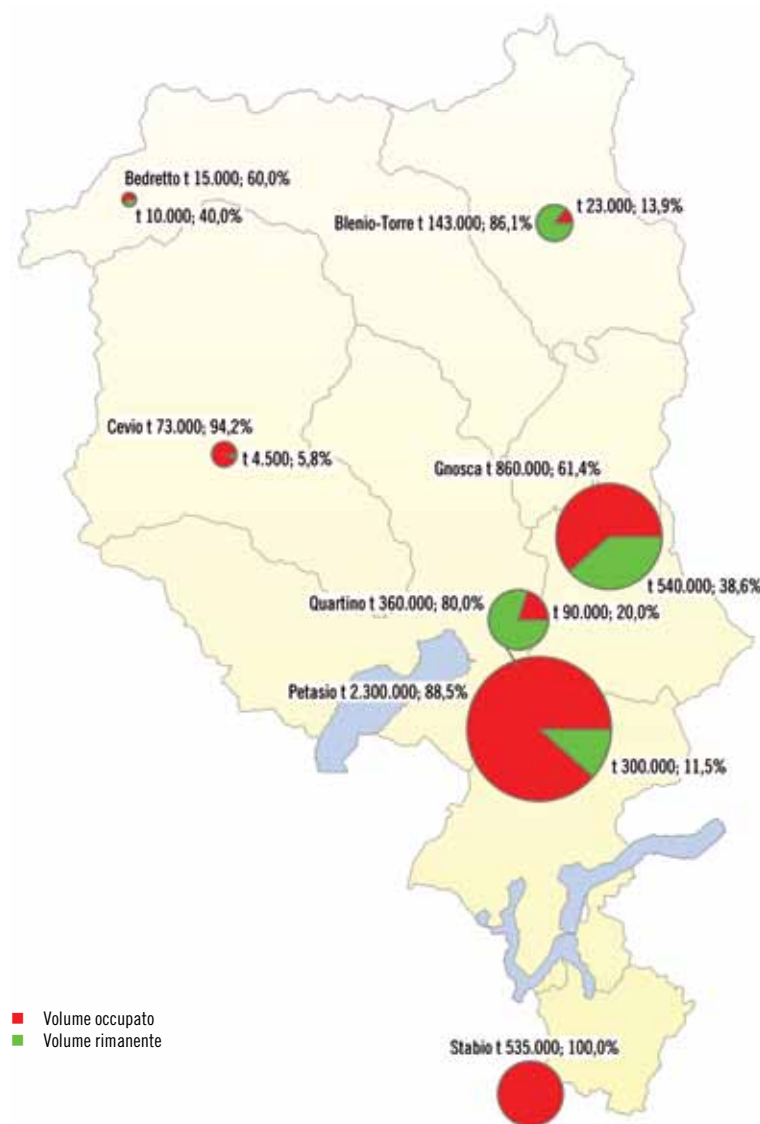 Bedretto t 15.000; 60,0%
t 10.000; 40,0%
t 23.000; 13,9%
Blenio-Torre t 143.000; 86,1%
Cevio t 73.000; 94,2%
t 4.500; 5,8%
Gnosca t 860.000; 61,4%
t 540.000; 38,6%
Quartino t 360.000; 80,0%
t 90.000; 20,0%
Petasio t 2.300.000; 88,5%
t 300.000; 11,5%
Volume occupato
Volume rimanente
Stabio t 535.000; 100,0%